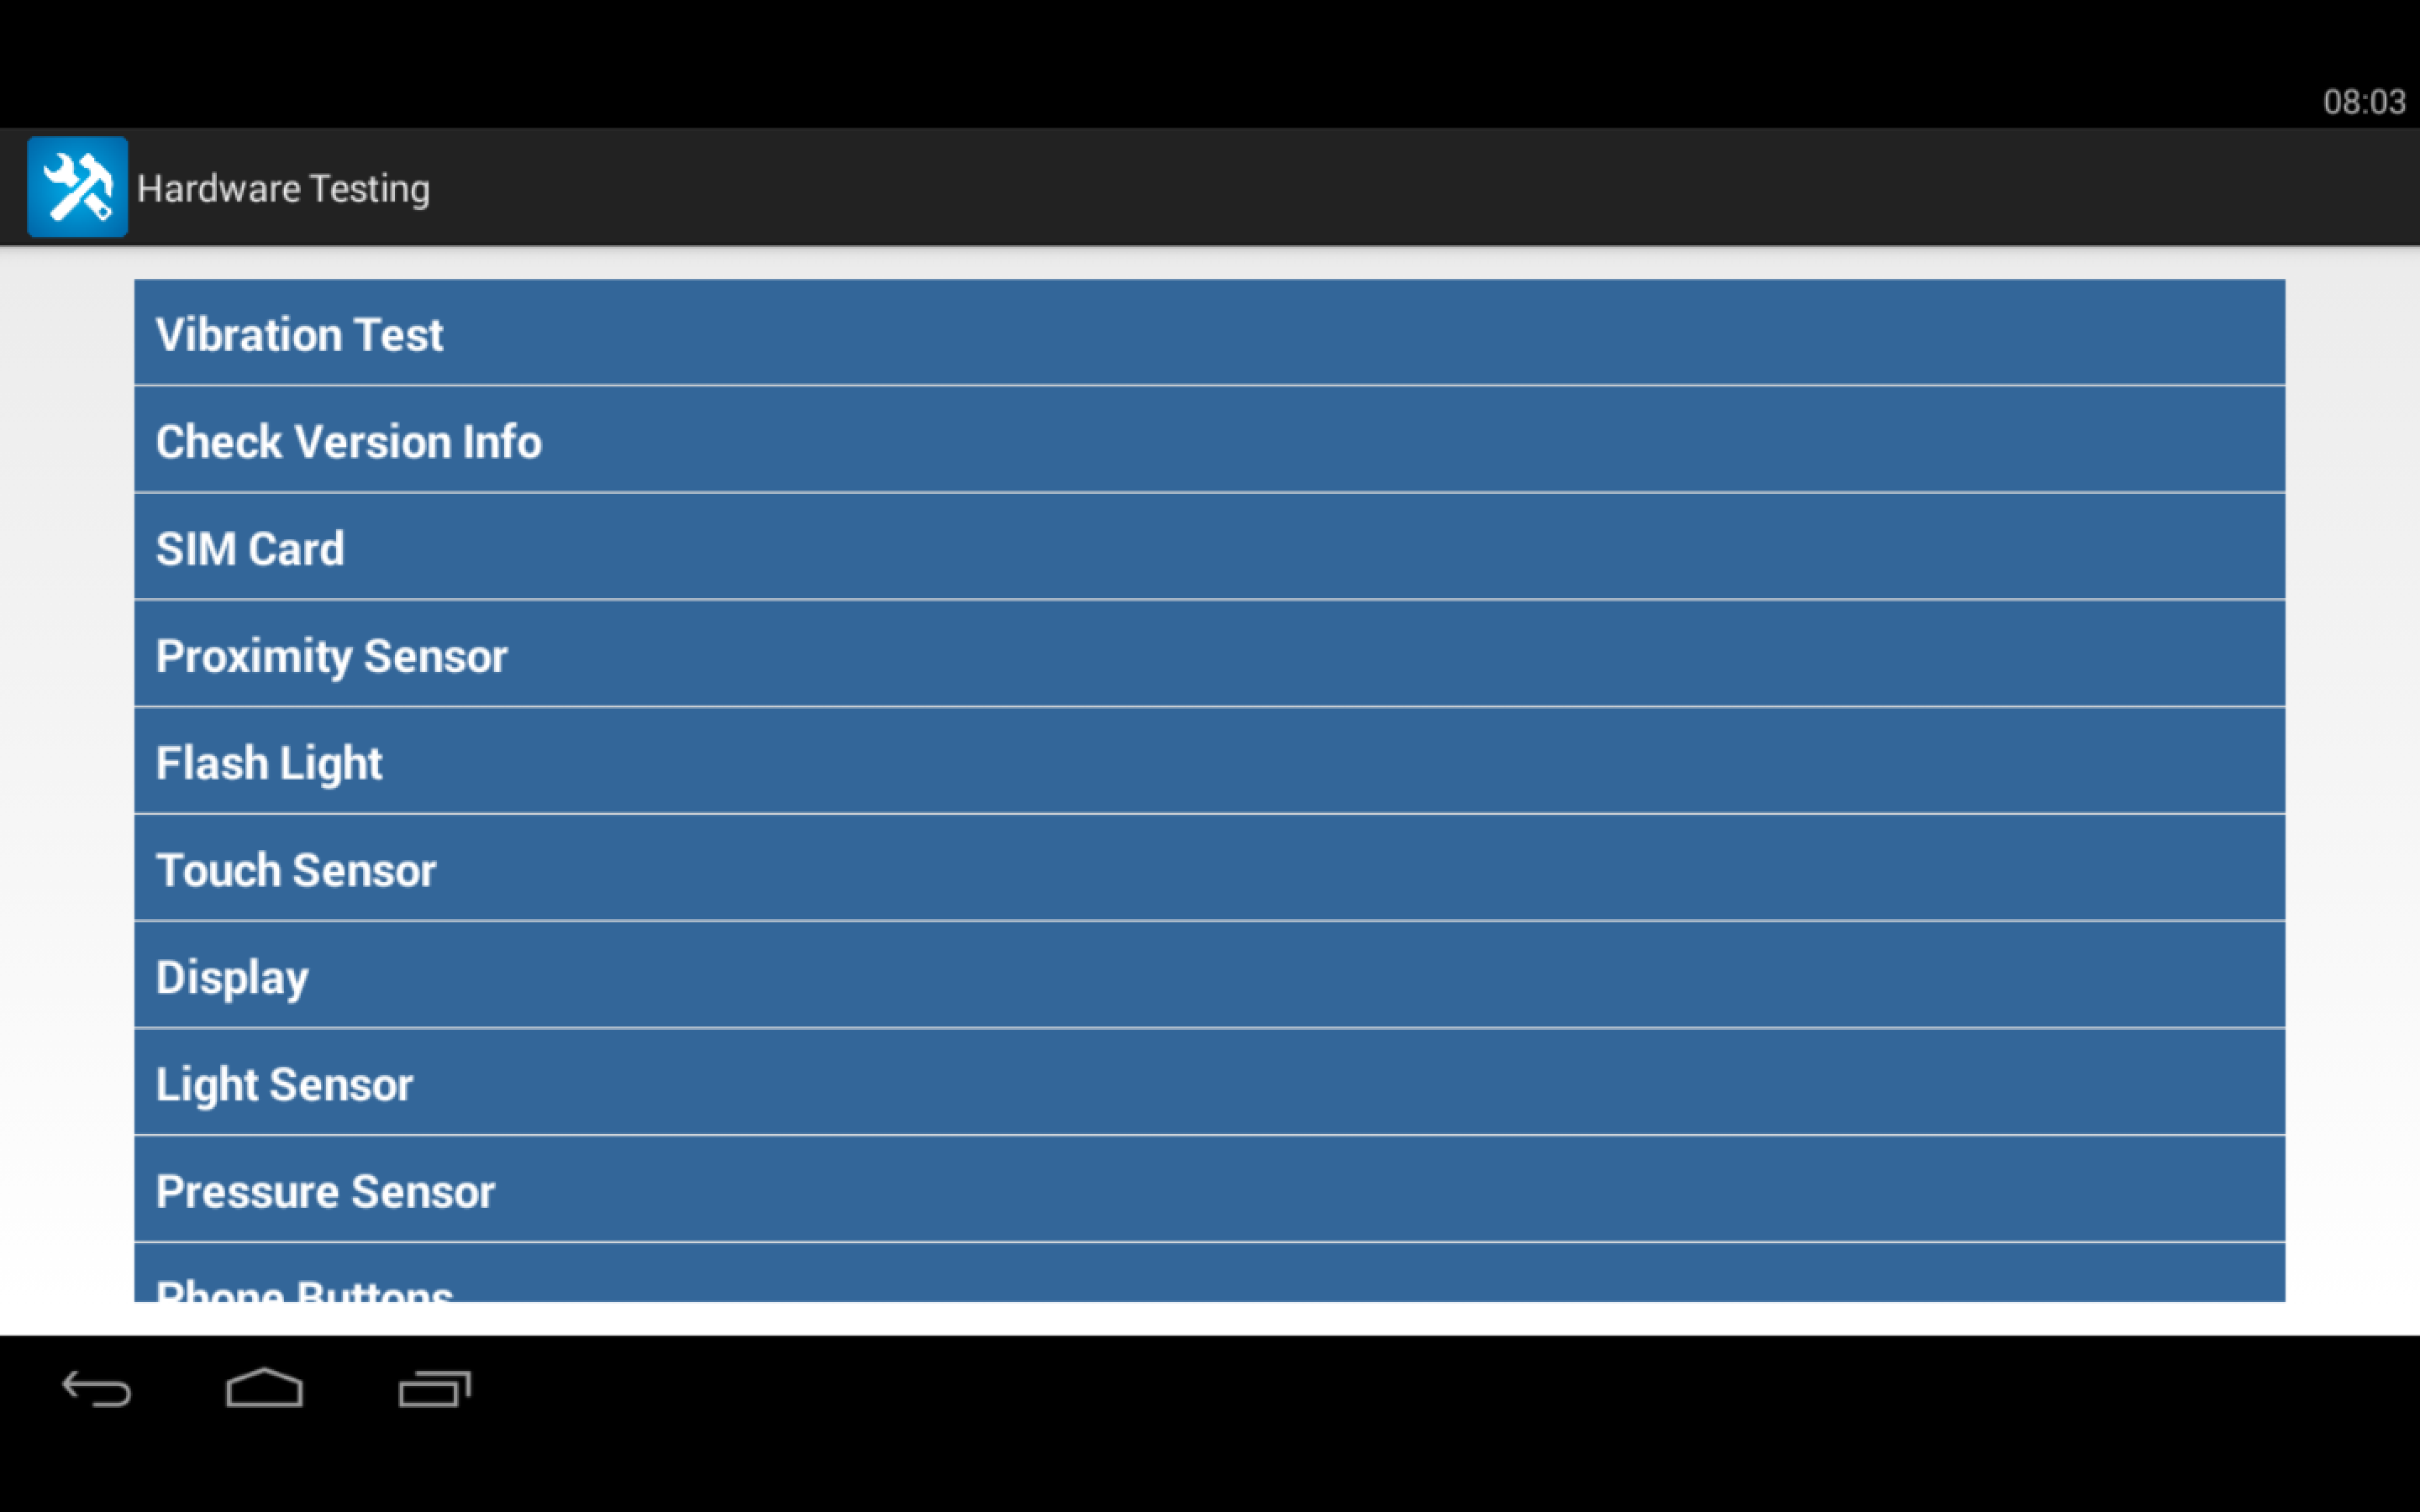 08:03
Hardware Testing
Vibration Test
Check Version Info
SIM Card
Proximity Sensor
Flash Light
Touch Sensor
Display
Light Sensor
Pressure Sensor
Phone Buttons